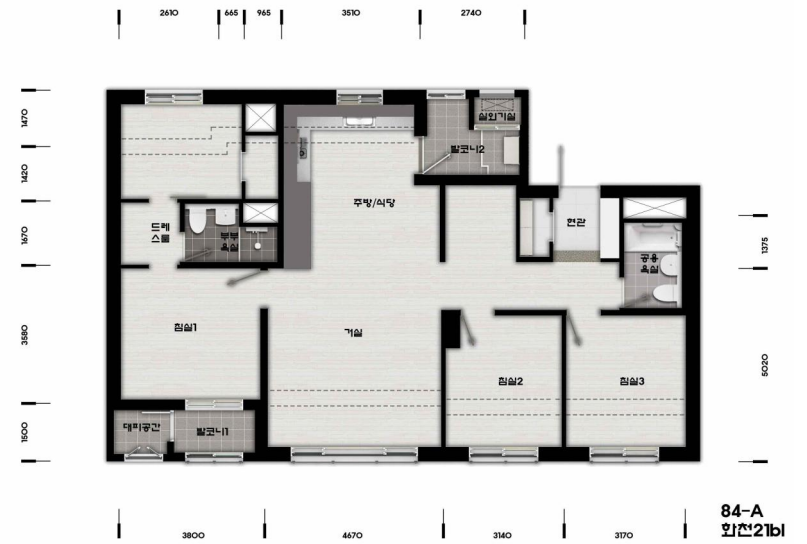 2610 665 965 3510 2740
1470
1420
1670
3580
1500
실외기실
발코니2
주방/식당
현관
드레
스룸
부부
욕실
공용
욕실
1375
5020
침실1
거실
침실2
침실3
대피공간
발코니1
3800 4670 3140 3170
84-A
화천21bl